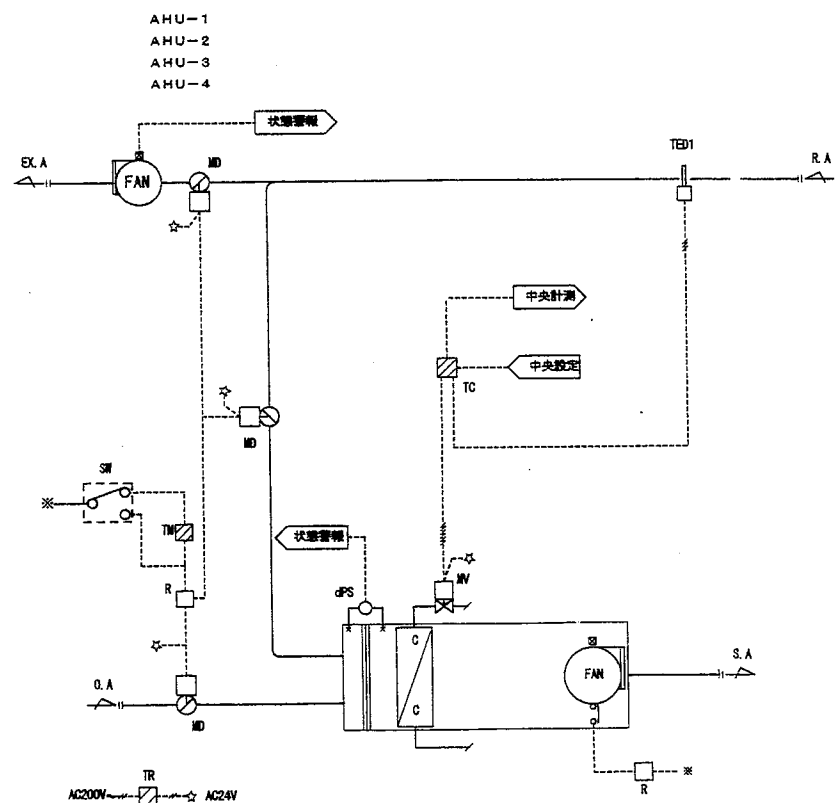 AHU-1
AHU-2
AHU-3
AHU-4
状態警報
EX.A
FAN
MD
TED1
R.A
中央計測
中央設定
TC
MD
SW
※
TM
状態警報
R
dPS
MV
C
C
FAN
S.A
O.A
MD
R
※
TR
AC200V
AC24V